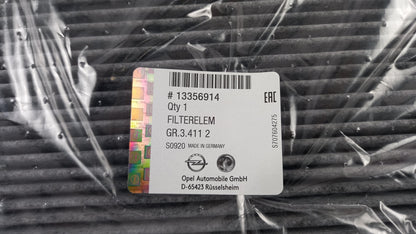 # 13356914
Qty 1
FILTERELEM
GR.3.411 2
S0920 MADE IN GERMANY
Opel Automobile GmbH
D-65423 Rüsselsheim
EAC
S707604275